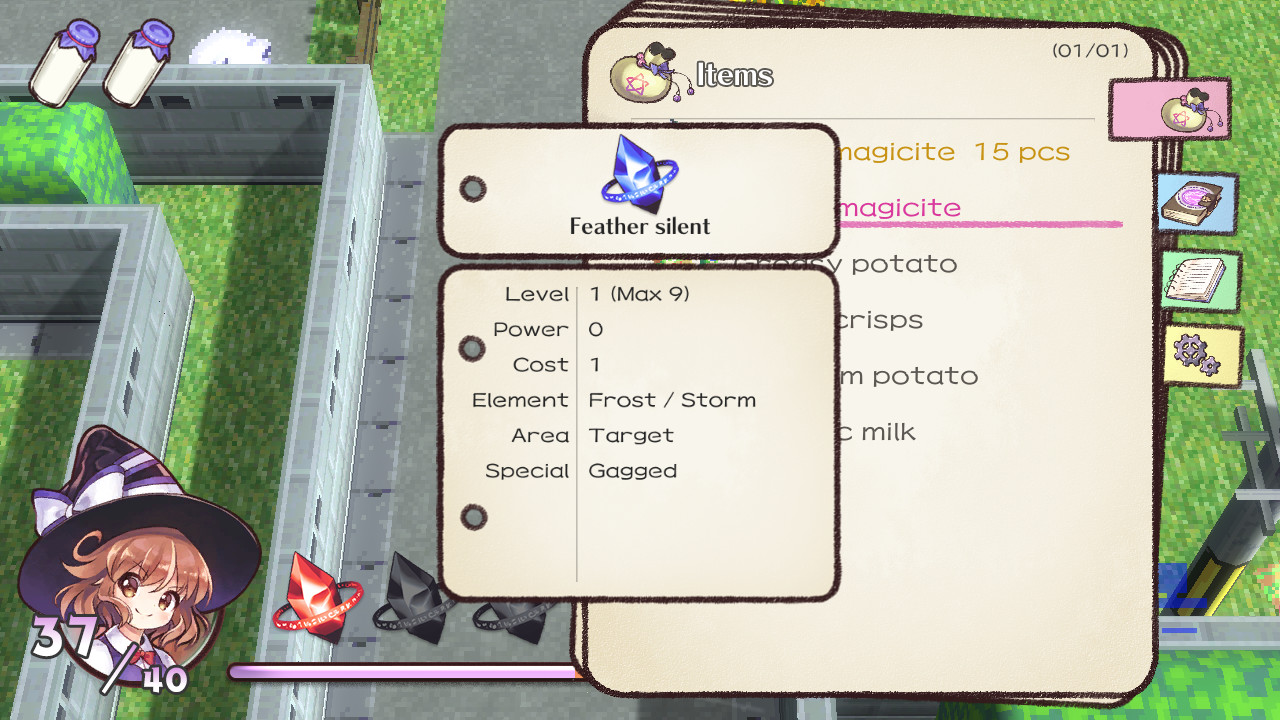 (01/01)
Items
magicite 15 pcs
magicite
Feather silent
potato
Level 1 (Max 9)
crisps
Power 0
Cost 1
potato
Element Frost / Storm
Area Target
milk
Special Gagged
37/40